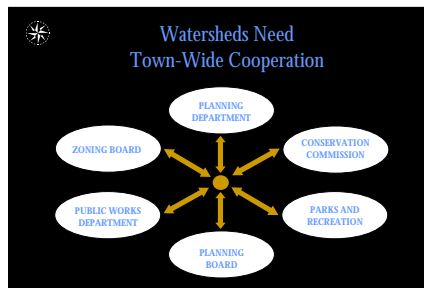 Watersheds Need
Town-Wide Cooperation
PLANNING
DEPARTMENT
ZONING BOARD
CONSERVATION
COMMISSION
PUBLIC WORKS
DEPARTMENT
PARKS AND
RECREATION
PLANNING
BOARD